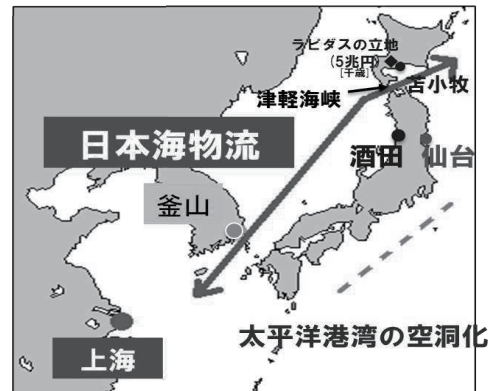 ラピダスの立地
(5兆円)
[千歳]
苫小牧
津軽海峡
日本海物流
酒田
仙台
釜山
太平洋港湾の空洞化
上海